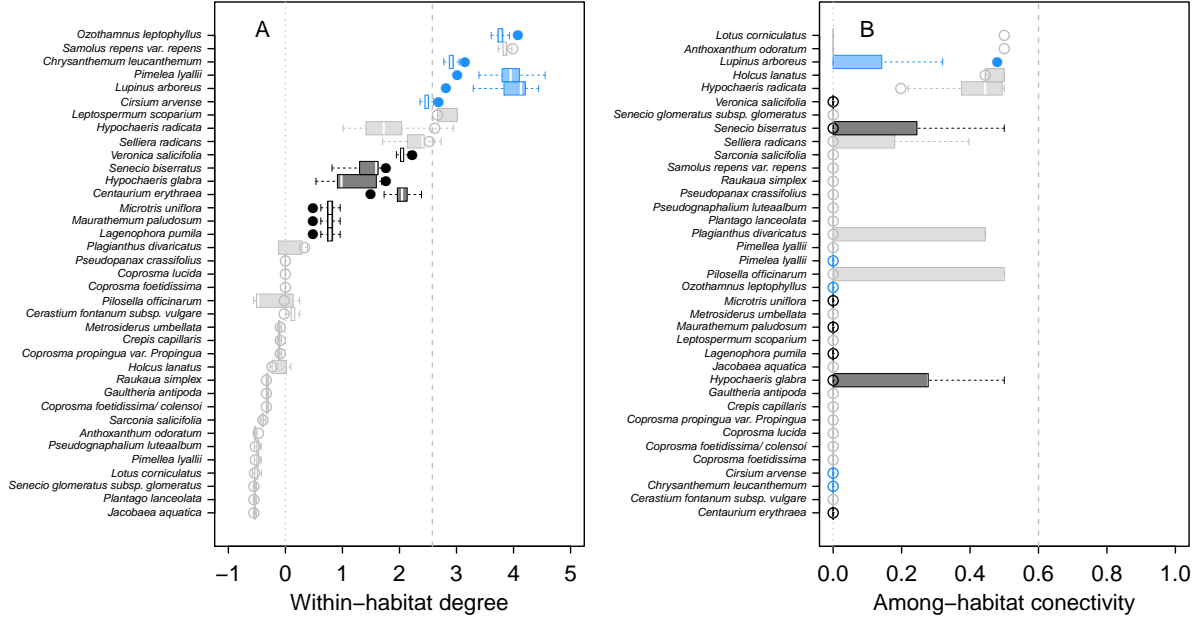 A
Ozothamnus leptophyllus
Samolus repens var. repens
Chrysanthemum leucanthemum
Pimelea lyallii
Lupinus arboreus
Cirsium arvense
Leptospermum scoparium
Hypochaeris radicata
Selliera radicans
Veronica salicifolia
Senecio biserratus
Hypochaeris glabra
Centaurium erythraea
Microtris uniflora
Maurathemum paludosum
Lagenophora pumila
Plagianthus divaricatus
Pseudopanax crassifolius
Coprosma lucida
Coprosma foetidissima
Pilosella officinarum
Cerastium fontanum subsp. vulgare
Metrosiderus umbellata
Crepis capillaris
Coprosma propingua var. Propingua
Holcus lanatus
Raukaua simplex
Gaultheria antipoda
Coprosma foetidissima/ colensoi
Sarconia salicifolia
Anthoxanthum odoratum
Pseudognaphalium luteaalbum
Pimellea lyallii
Lotus corniculatus
Senecio glomeratus subsp. glomeratus
Plantago lanceolata
Jacobaea aquatica
−1 0 1 2 3 4 5
Within−habitat degree
B
Lotus corniculatus
Anthoxanthum odoratum
Lupinus arboreus
Holcus lanatus
Hypochaeris radicata
Veronica salicifolia
Senecio glomeratus subsp. glomeratus
Senecio biserratus
Selliera radicans
Sarconia salicifolia
Samolus repens var. repens
Raukaua simplex
Pseudopanax crassifolius
Pseudognaphalium luteaalbum
Plantago lanceolata
Plagianthus divaricatus
Pimellea lyallii
Pimelea lyallii
Pilosella officinarum
Ozothamnus leptophyllus
Microtris uniflora
Metrosiderus umbellata
Maurathemum paludosum
Leptospermum scoparium
Lagenophora pumila
Jacobaea aquatica
Hypochaeris glabra
Gaultheria antipoda
Crepis capillaris
Coprosma propingua var. Propingua
Coprosma lucida
Coprosma foetidissima/ colensoi
Coprosma foetidissima
Cirsium arvense
Chrysanthemum leucanthemum
Cerastium fontanum subsp. vulgare
Centaurium erythraea
0.0 0.2 0.4 0.6 0.8 1.0
Among−habitat conectivity